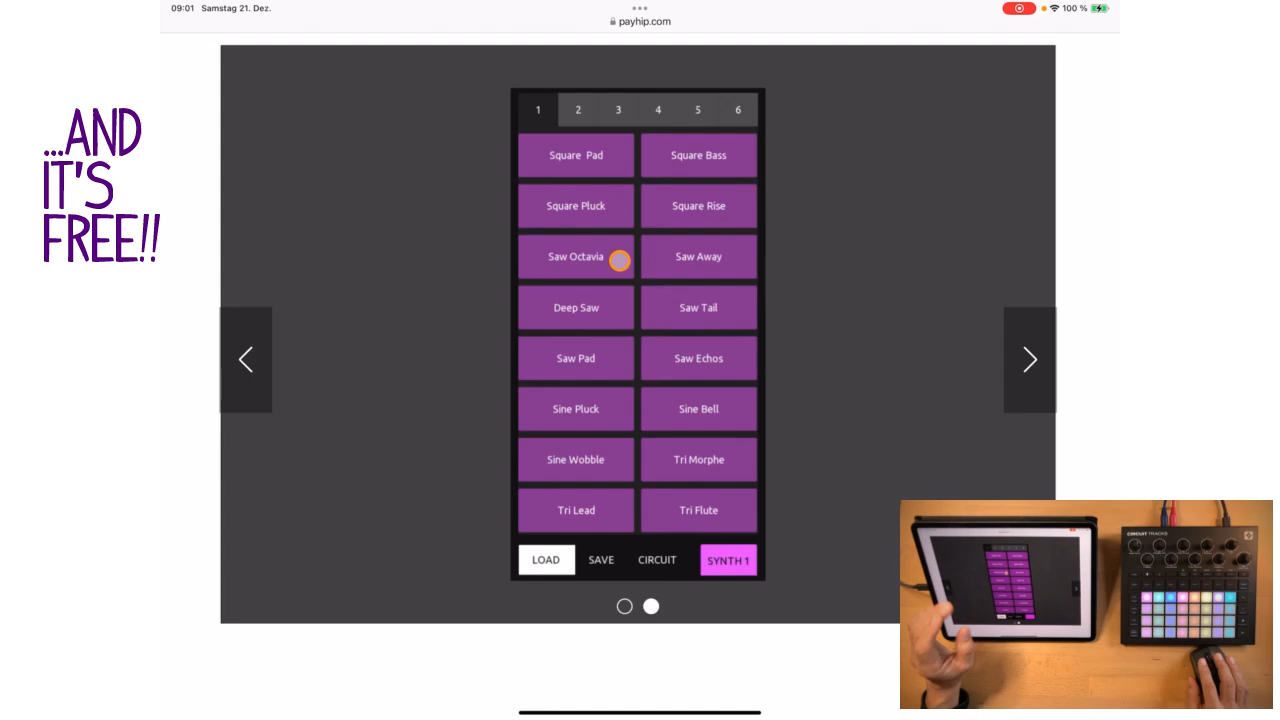 09:01 Samstag 21. Dez.
100 %
payhip.com
...AND
IT'S
FREE!!
1 2 3 4 5 6
Square Pad Square Bass
Square Pluck Square Rise
Saw Octavia Saw Away
Deep Saw Saw Tail
Saw Pad Saw Echos
Sine Pluck Sine Bell
Sine Wobble Tri Morphe
Tri Lead Tri Flute
LOAD SAVE CIRCUIT SYNTH 1
CIRCUIT TRACKS